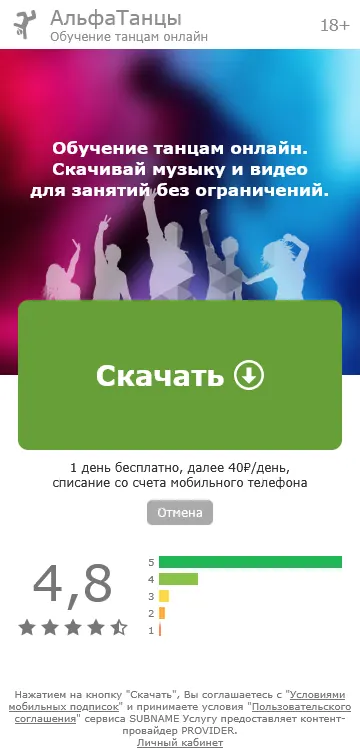 АльфаТанцы
Обучение танцам онлайн
18+
Обучение танцам онлайн.
Скачивай музыку и видео
для занятий без ограничений.
Скачать
1 день бесплатно, далее 40₽/день,
списание со счета мобильного телефона
Отмена
4,8
5
4
3
2
1
Нажатием на кнопку "Скачать", Вы соглашаетесь с "Условиями
мобильных подписок" и принимаете условия "Пользовательского
соглашения" сервиса SUBNAME Услугу предоставляет контент-
провайдер PROVIDER.
Личный кабинет